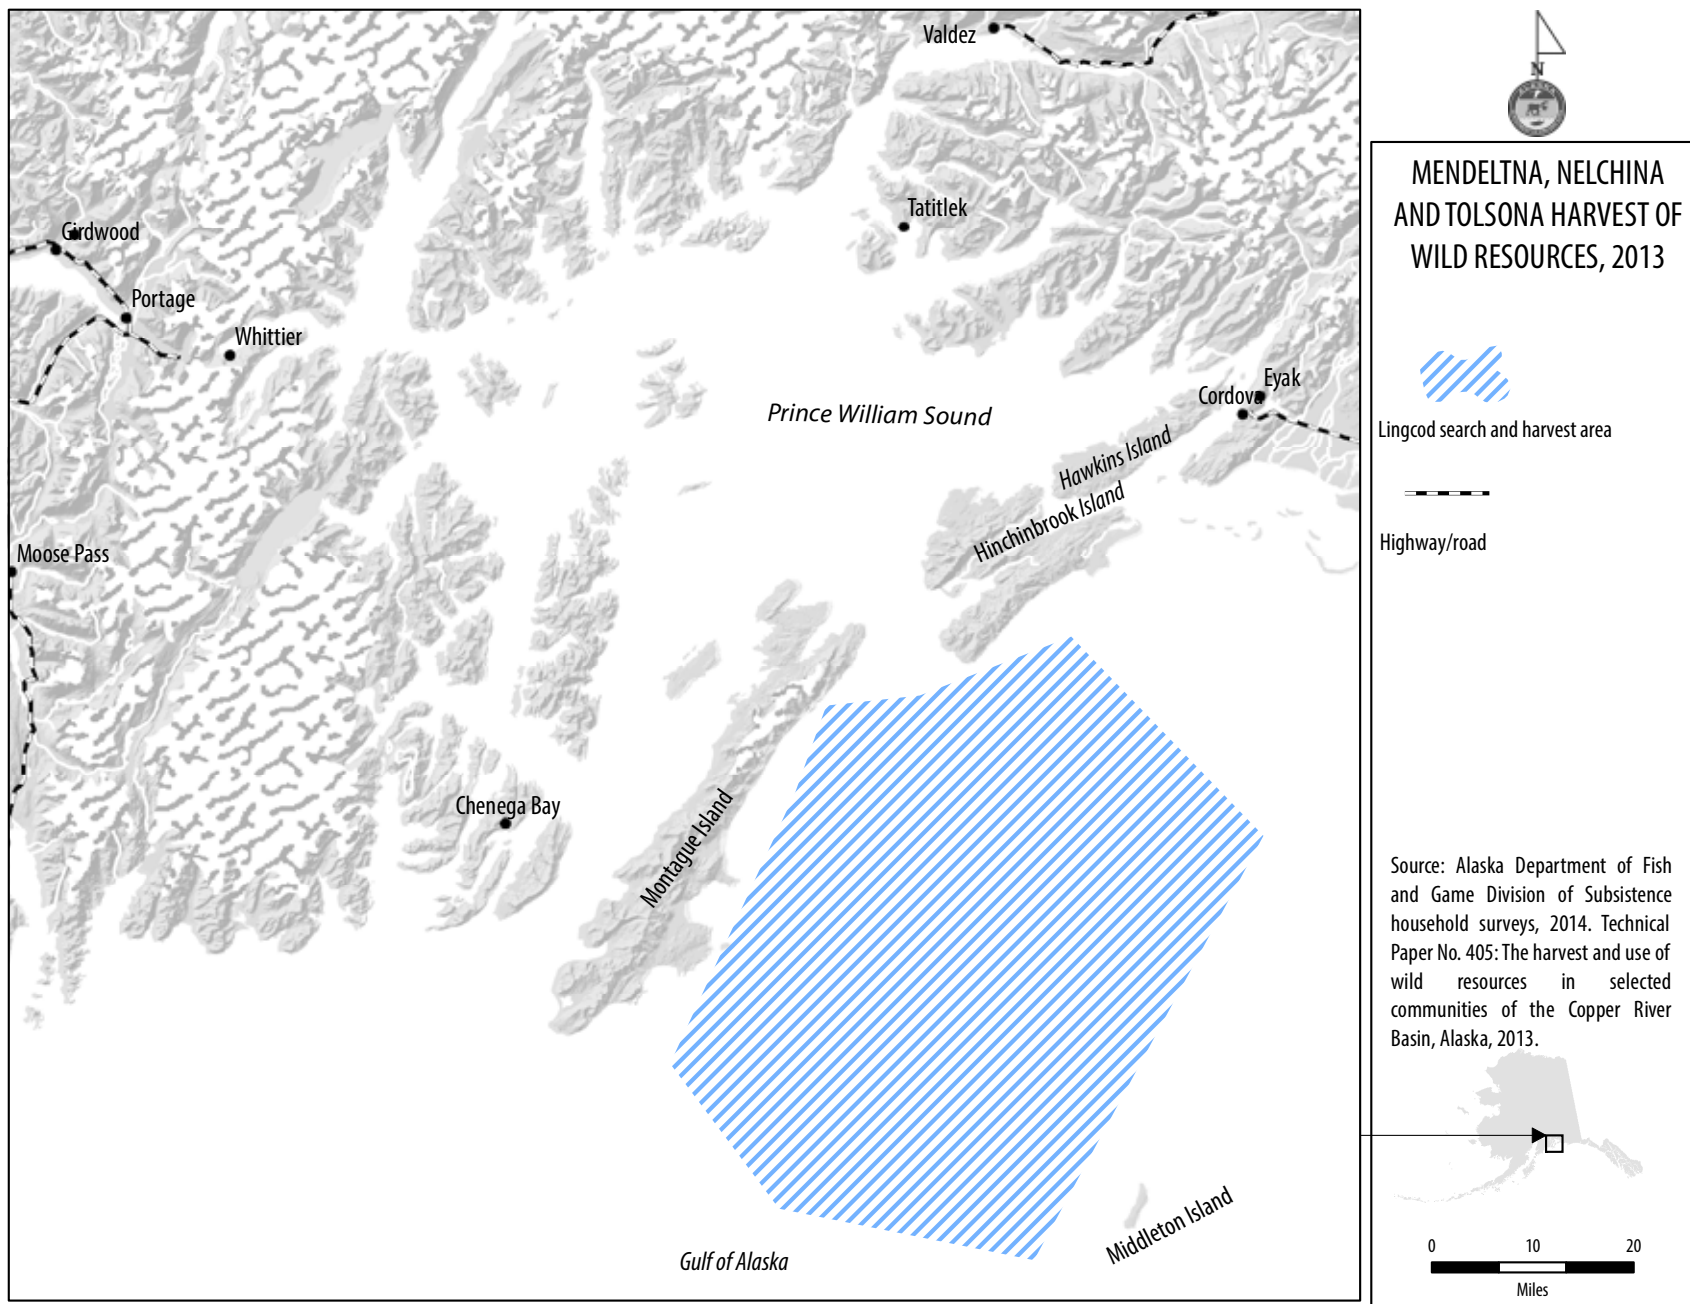 Valdez
Tatitlek
Girdwood
Portage
Whittier
Eyak
Cordova
Prince William Sound
Hawkins Island
Hinchinbrook Island
Moose Pass
Chenega Bay
Montague Island
Middleton Island
Gulf of Alaska
N
MENDELTNA, NELCHINA
AND TOLSONA HARVEST OF
WILD RESOURCES, 2013
Lingcod search and harvest area
Highway/road
Source: Alaska Department of Fish
and Game Division of Subsistence
household surveys, 2014. Technical
Paper No. 405: The harvest and use of
wild resources in selected
communities of the Copper River
Basin, Alaska, 2013.
0 10 20
Miles